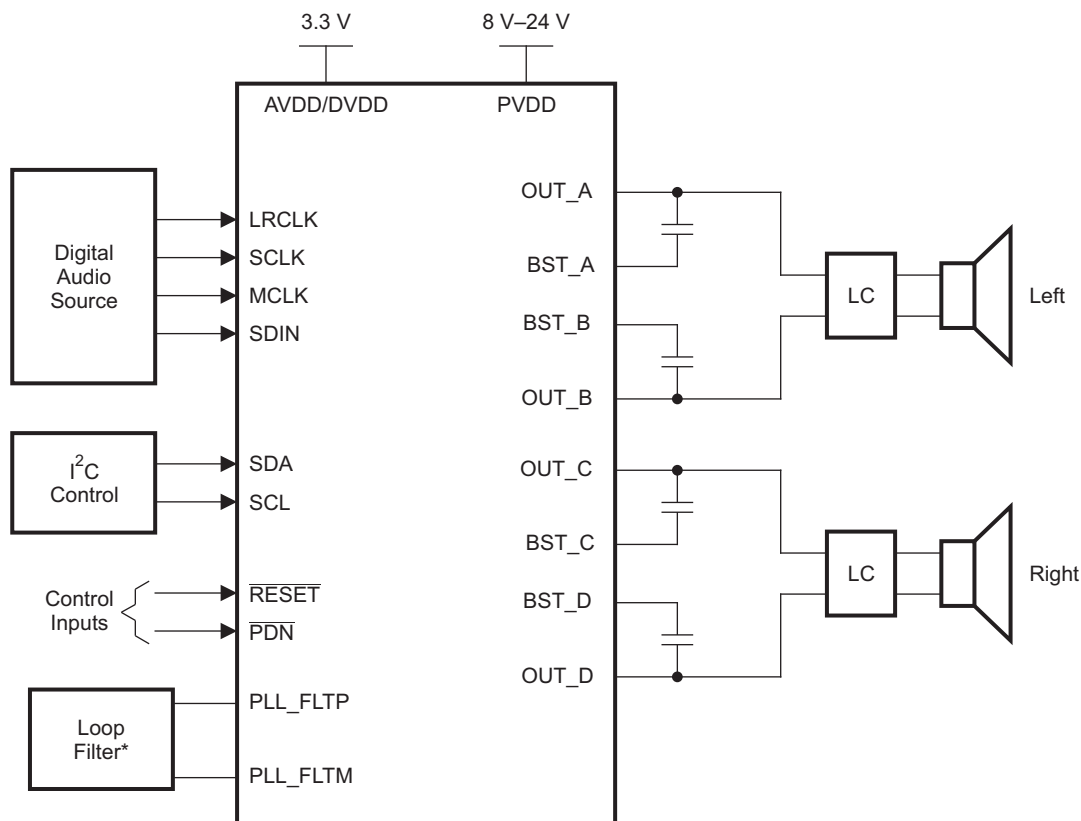 3.3 V
8 V–24 V
AVDD/DVDD
PVDD
Digital
Audio
Source
LRCLK
SCLK
MCLK
SDIN
I²C
Control
SDA
SCL
Control
Inputs
RESET
PDN
Loop
Filter*
PLL_FLTP
PLL_FLTM
OUT_A
BST_A
BST_B
OUT_B
LC
Left
OUT_C
BST_C
BST_D
OUT_D
LC
Right